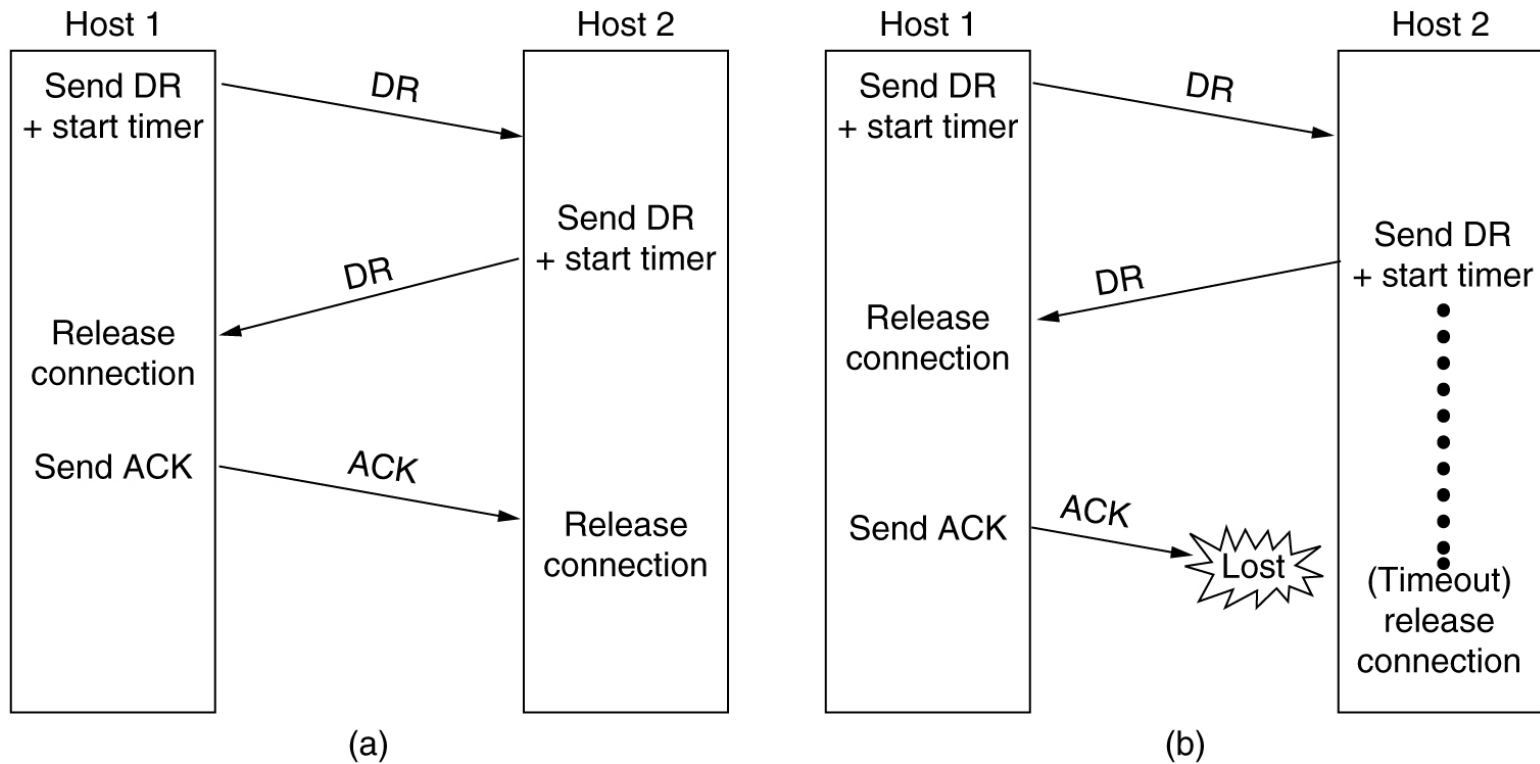 Host 1
Host 2
Send DR
+ start timer
DR
Send DR
+ start timer
DR
Release
connection
Send ACK
ACK
Release
connection
(a)
Host 1
Host 2
Send DR
+ start timer
DR
Send DR
+ start timer
DR
Release
connection
Send ACK
ACK
Lost
(Timeout)
release
connection
(b)